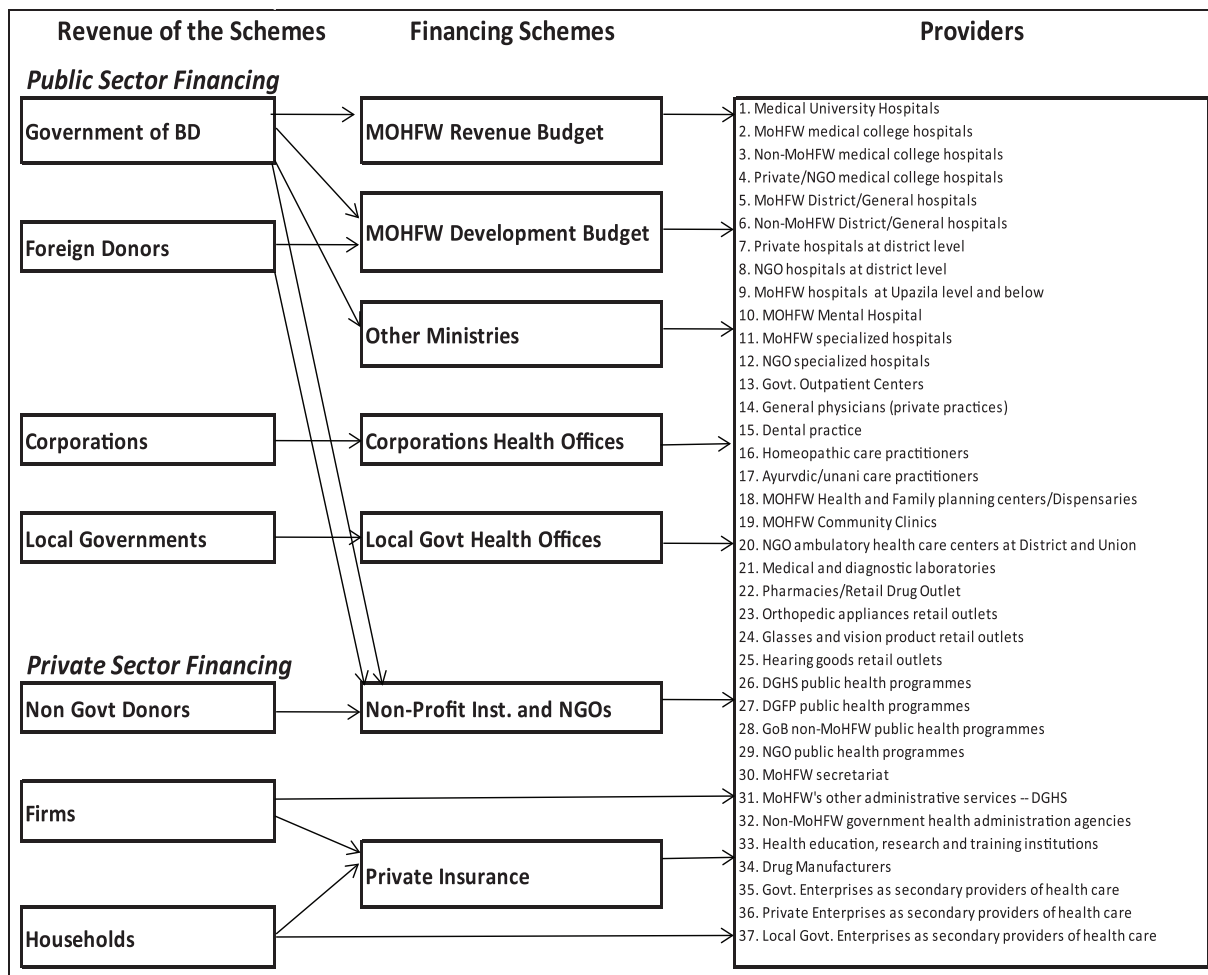 Revenue of the Schemes
Financing Schemes
Providers
Public Sector Financing
Government of BD
Foreign Donors
Corporations
Local Governments
Private Sector Financing
Non Govt Donors
Firms
Households
MOHFW Revenue Budget
MOHFW Development Budget
Other Ministries
Corporations Health Offices
Local Govt Health Offices
Non-Profit Inst. and NGOs
Private Insurance
1. Medical University Hospitals
2. MoHFW medical college hospitals
3. Non-MoHFW medical college hospitals
4. Private/NGO medical college hospitals
5. MoHFW District/General hospitals
6. Non-MoHFW District/General hospitals
7. Private hospitals at district level
8. NGO hospitals at district level
9. MoHFW hospitals at Upazila level and below
10. MOHFW Mental Hospital
11. MoHFW specialized hospitals
12. NGO specialized hospitals
13. Govt. Outpatient Centers
14. General physicians (private practices)
15. Dental practice
16. Homeopathic care practitioners
17. Ayurvdic/unani care practitioners
18. MOHFW Health and Family planning centers/Dispensaries
19. MOHFW Community Clinics
20. NGO ambulatory health care centers at District and Union
21. Medical and diagnostic laboratories
22. Pharmacies/Retail Drug Outlet
23. Orthopedic appliances retail outlets
24. Glasses and vision product retail outlets
25. Hearing goods retail outlets
26. DGHS public health programmes
27. DGFP public health programmes
28. GoB non-MoHFW public health programmes
29. NGO public health programmes
30. MoHFW secretariat
31. MoHFW's other administrative services -- DGHS
32. Non-MoHFW government health administration agencies
33. Health education, research and training institutions
34. Drug Manufacturers
35. Govt. Enterprises as secondary providers of health care
36. Private Enterprises as secondary providers of health care
37. Local Govt. Enterprises as secondary providers of health care